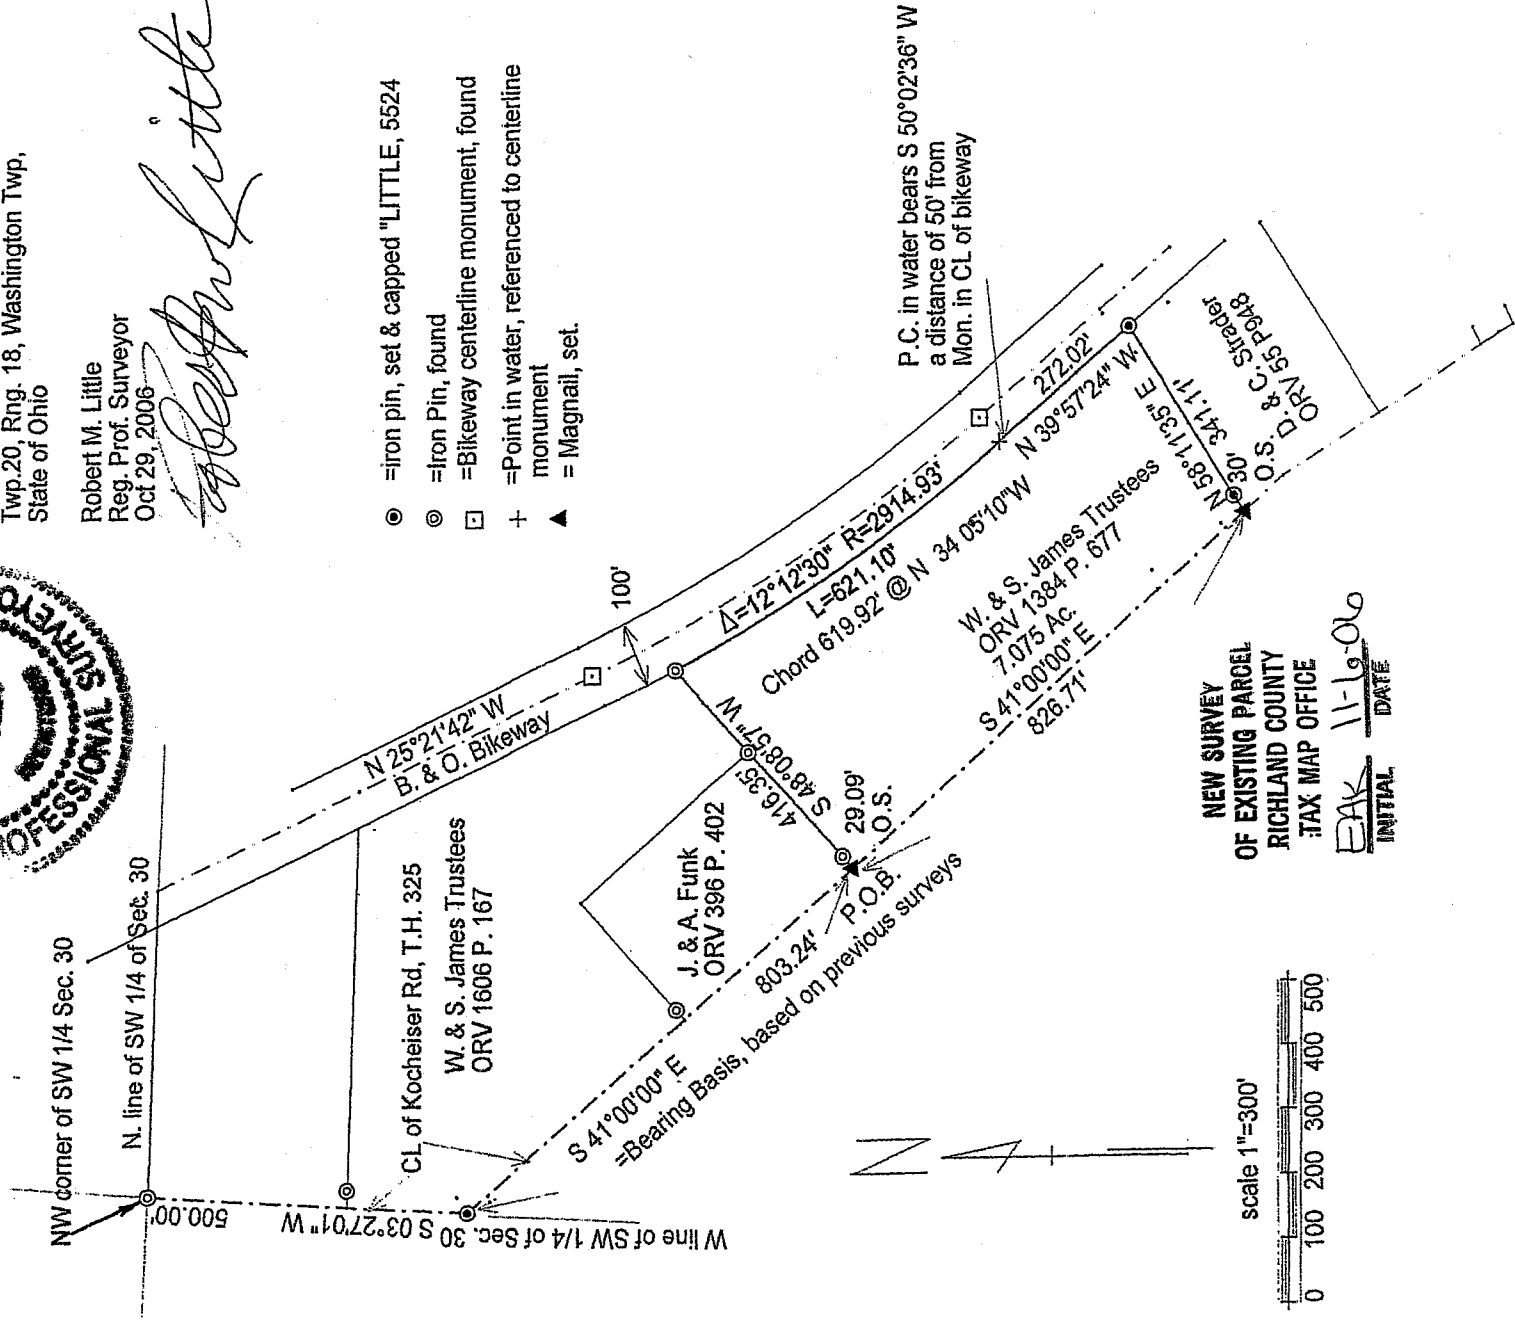 Twp.20, Rng. 18, Washington Twp,
State of Ohio
Robert M. Little
Reg. Prof. Surveyor
Oct 29, 2006
REGISTERED
PROFESSIONAL SURVEYO
=iron pin, set & capped "LITTLE, 5524
=Iron Pin, found
=Bikeway centerline monument, found
=Point in water, referenced to centerline
monument
= Magnail, set.
P.C. in water bears S 50°02'36" W
a distance of 50' from
Mon. in CL of bikeway
NW corner of SW 1/4 Sec. 30
N. line of SW 1/4 of Sec. 30
500.00'
S 03°27'01" W
W line of SW 1/4 of Sec. 30
CL of Kocheiser Rd, T.H. 325
W. & S. James Trustees
ORV 1606 P. 167
N 25°21'42" W
B. & O. Bikeway
100'
Δ=12°12'30" R=2914.93'
L=621.10'
Chord 619.92' @ N 34 05'10"W
272.02'
N 39°57'24" W
N 58°11'35" E
341.11'
30'
O.S.
D. & C. Strader
ORV 55 P948
W. & S. James Trustees
ORV 1384 P. 677
7.075 Ac.
S 41°00'00" E
826.71'
S 48°08'57" W
416.35'
29.09'
O.S.
J. & A. Funk
ORV 396 P. 402
P.O.B.
803.24'
S 41°00'00" E
=Bearing Basis, based on previous surveys
N
scale 1"=300'
0 100 200 300 400 500
NEW SURVEY
OF EXISTING PARCEL
RICHLAND COUNTY
TAX MAP OFFICE
EAK 11-6-06
INITIAL DATE